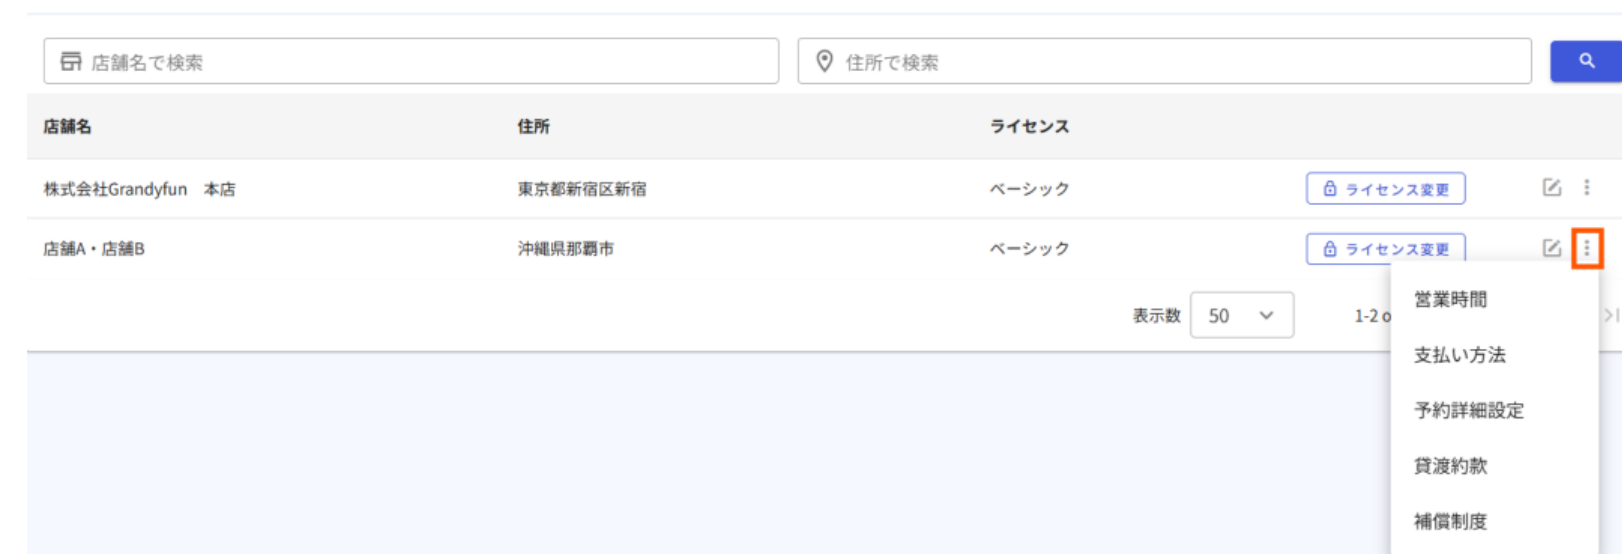 店舗名で検索 住所で検索
店舗名 住所 ライセンス
株式会社Grandyfun　本店 東京都新宿区新宿 ベーシック ライセンス変更
店舗A・店舗B 沖縄県那覇市 ベーシック ライセンス変更
営業時間
表示数 50 1-2 o
支払い方法
予約詳細設定
貸渡約款
補償制度